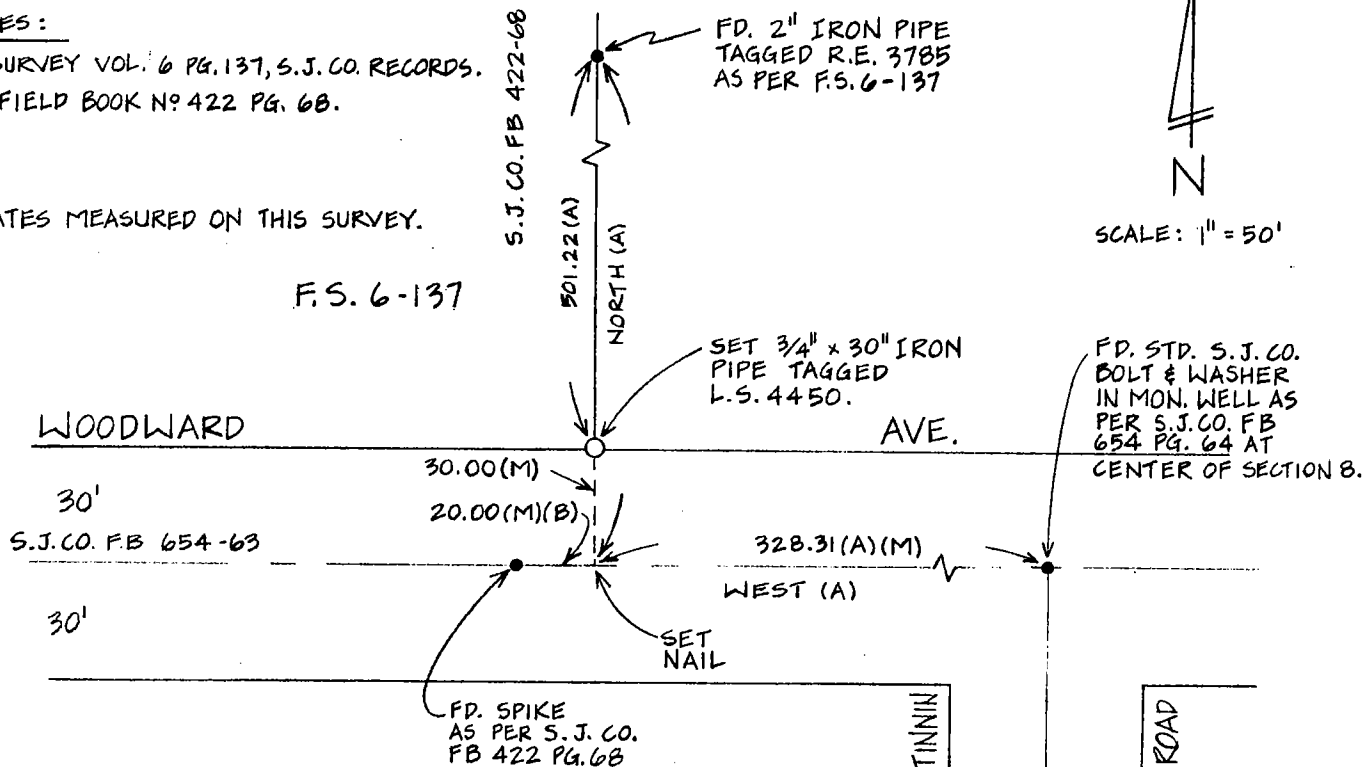 ES:
SURVEY VOL. 6 PG. 137, S.J. CO. RECORDS.
FIELD BOOK Nº 422 PG. 68.
ATES MEASURED ON THIS SURVEY.
F.S. 6-137
S.J. CO. FB 422-68
501.22 (A)
NORTH (A)
FD. 2" IRON PIPE
TAGGED R.E. 3785
AS PER F.S. 6-137
N
SCALE: 1" = 50'
SET 3/4" x 30" IRON
PIPE TAGGED
L.S. 4450.
FD. STD. S.J. CO.
BOLT & WASHER
IN MON. WELL AS
PER S.J. CO. FB
654 PG. 64 AT
CENTER OF SECTION 8.
WOODWARD AVE.
30.00 (M)
30'
20.00 (M)(B)
S.J. CO. F.B 654-63
328.31 (A)(M)
WEST (A)
30'
SET
NAIL
FD. SPIKE
AS PER S.J. CO.
FB 422 PG. 68
TINNIN
ROAD